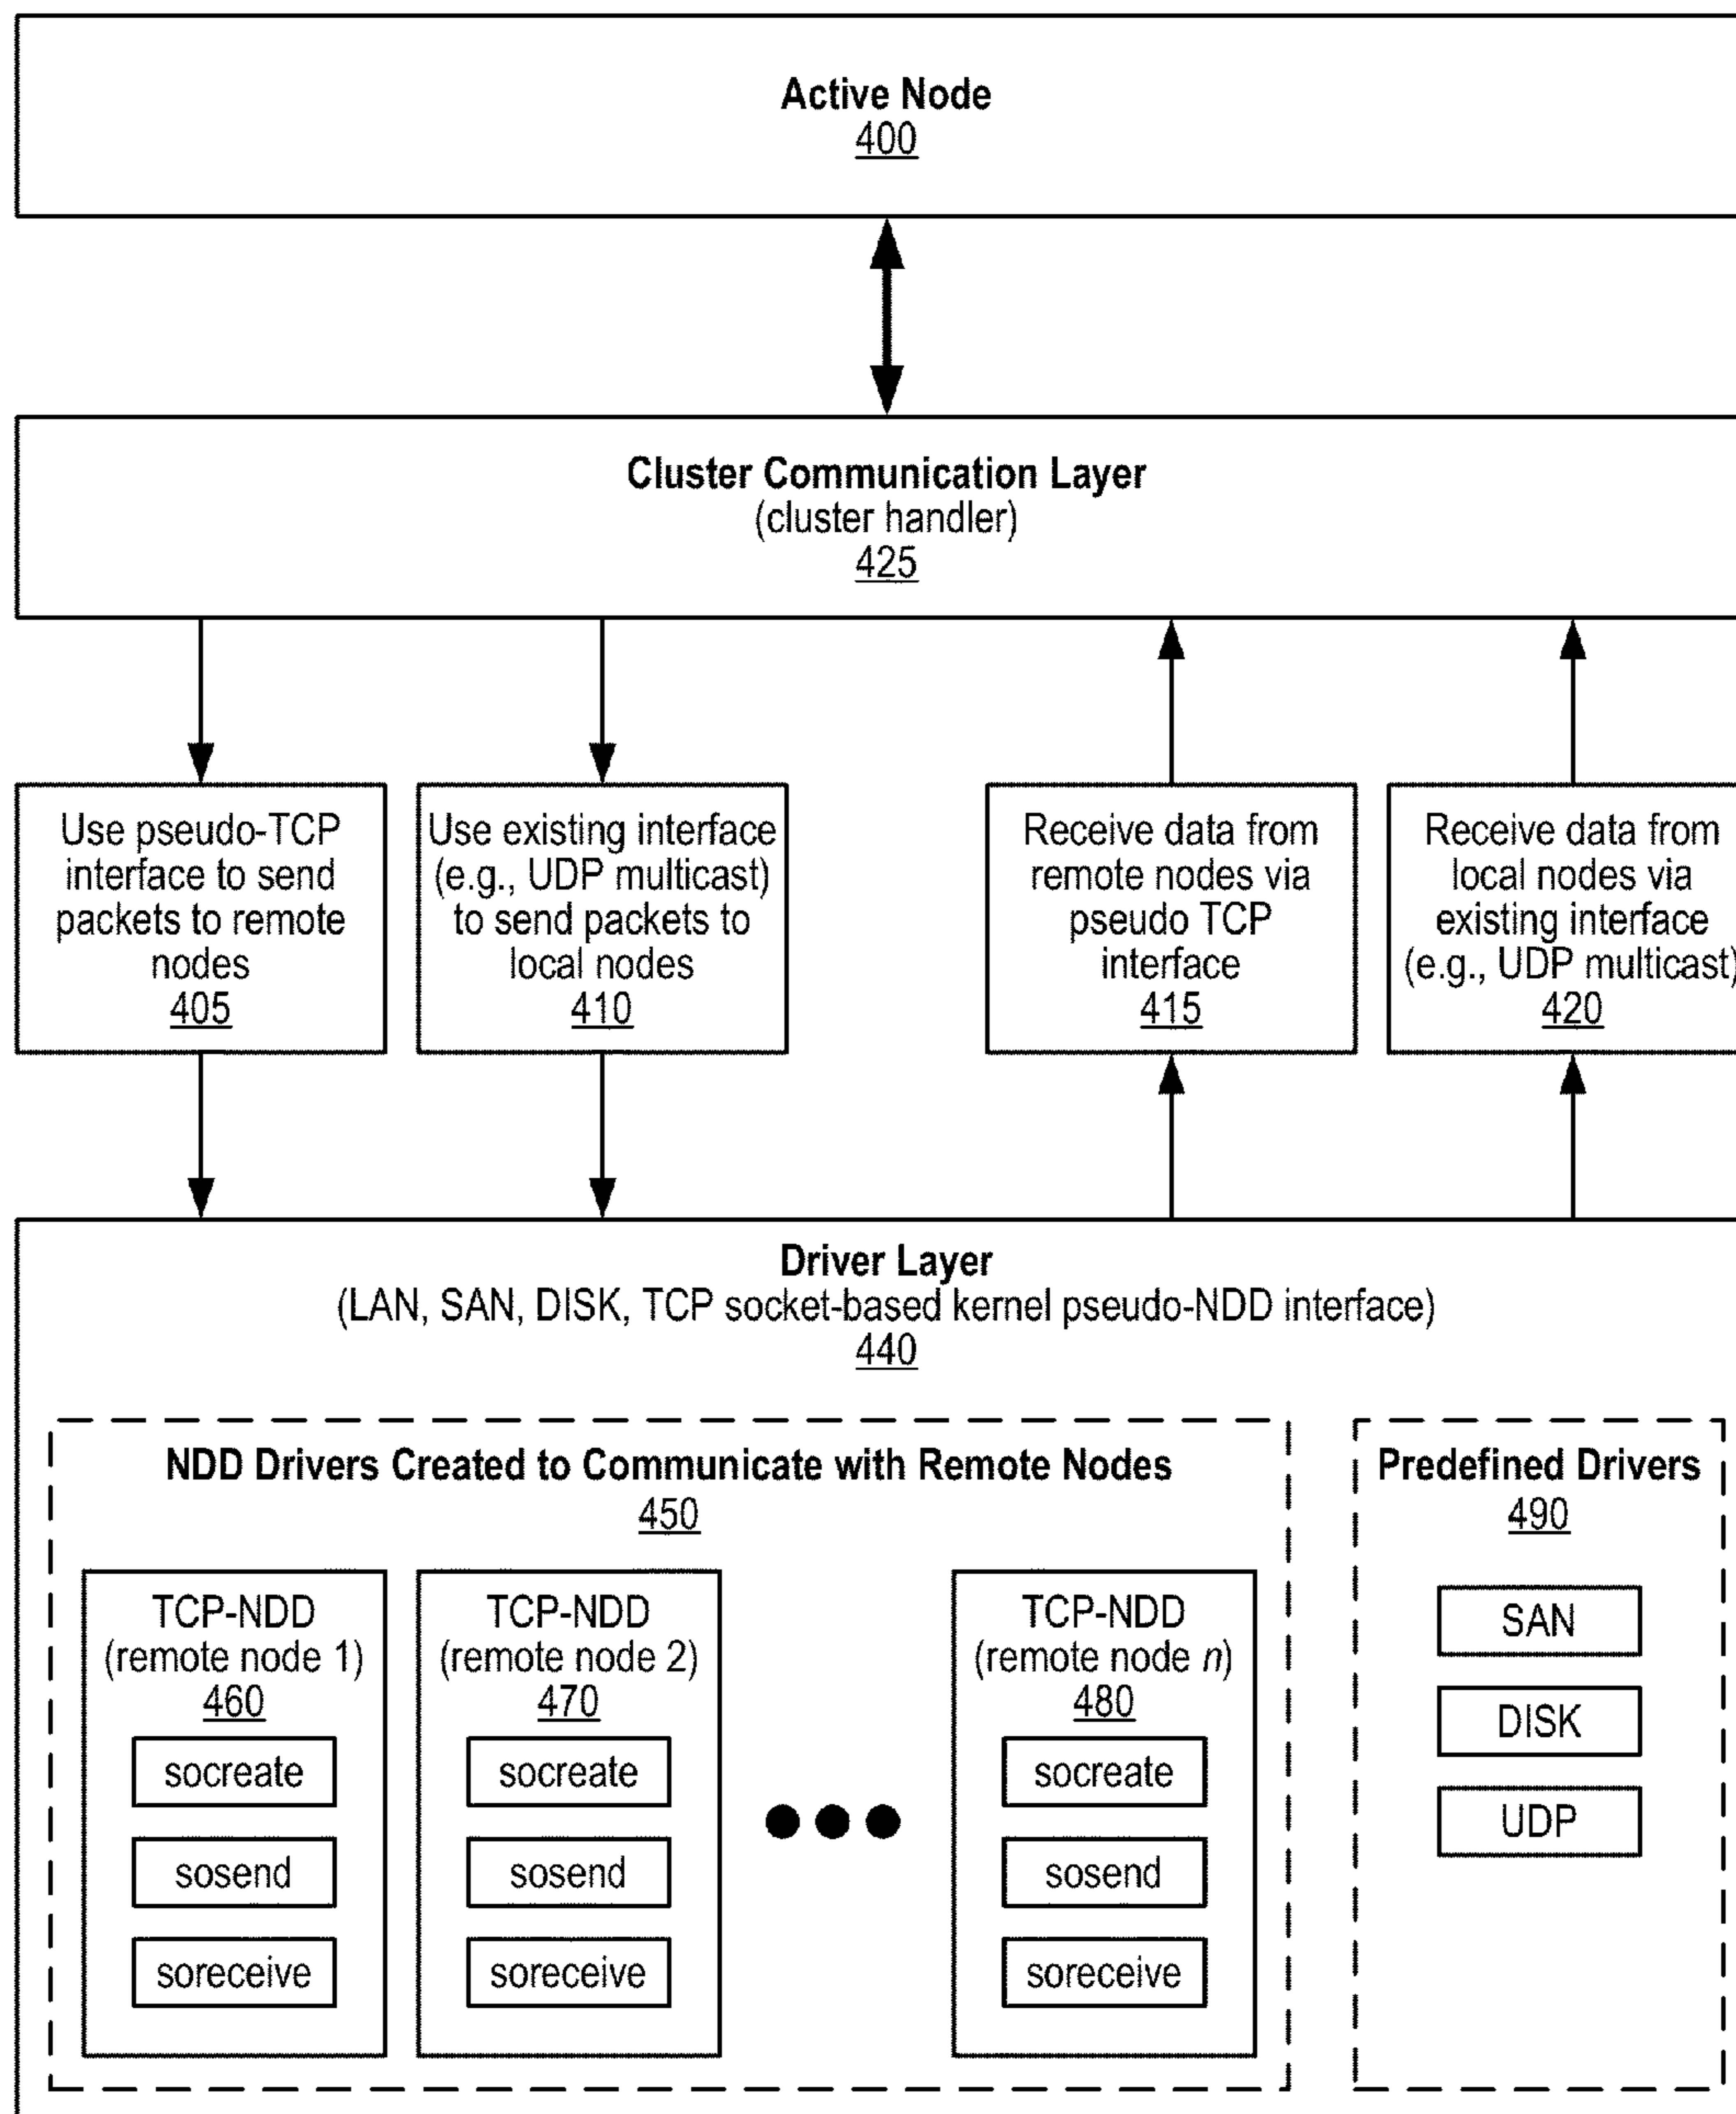 Active Node
400
Cluster Communication Layer
(cluster handler)
425
Use pseudo-TCP
interface to send
packets to remote
nodes
405
Use existing interface
(e.g., UDP multicast)
to send packets to
local nodes
410
Receive data from
remote nodes via
pseudo TCP
interface
415
Receive data from
local nodes via
existing interface
(e.g., UDP multicast)
420
Driver Layer
(LAN, SAN, DISK, TCP socket-based kernel pseudo-NDD interface)
440
NDD Drivers Created to Communicate with Remote Nodes
450
TCP-NDD
(remote node 1)
460
socreate
sosend
soreceive
TCP-NDD
(remote node 2)
470
socreate
sosend
soreceive
TCP-NDD
(remote node n)
480
socreate
sosend
soreceive
Predefined Drivers
490
SAN
DISK
UDP